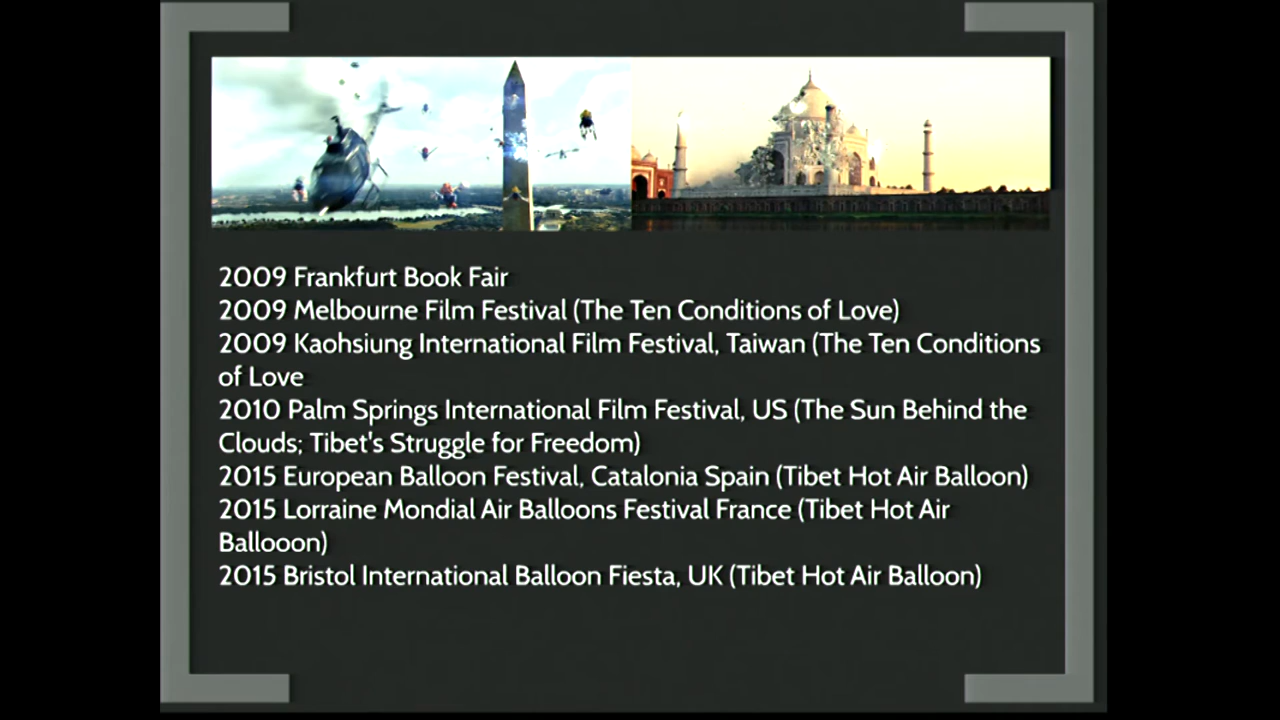 2009 Frankfurt Book Fair
2009 Melbourne Film Festival (The Ten Conditions of Love)
2009 Kaohsiung International Film Festival, Taiwan (The Ten Conditions
of Love
2010 Palm Springs International Film Festival, US (The Sun Behind the
Clouds; Tibet's Struggle for Freedom)
2015 European Balloon Festival, Catalonia Spain (Tibet Hot Air Balloon)
2015 Lorraine Mondial Air Balloons Festival France (Tibet Hot Air
Ballooon)
2015 Bristol International Balloon Fiesta, UK (Tibet Hot Air Balloon)